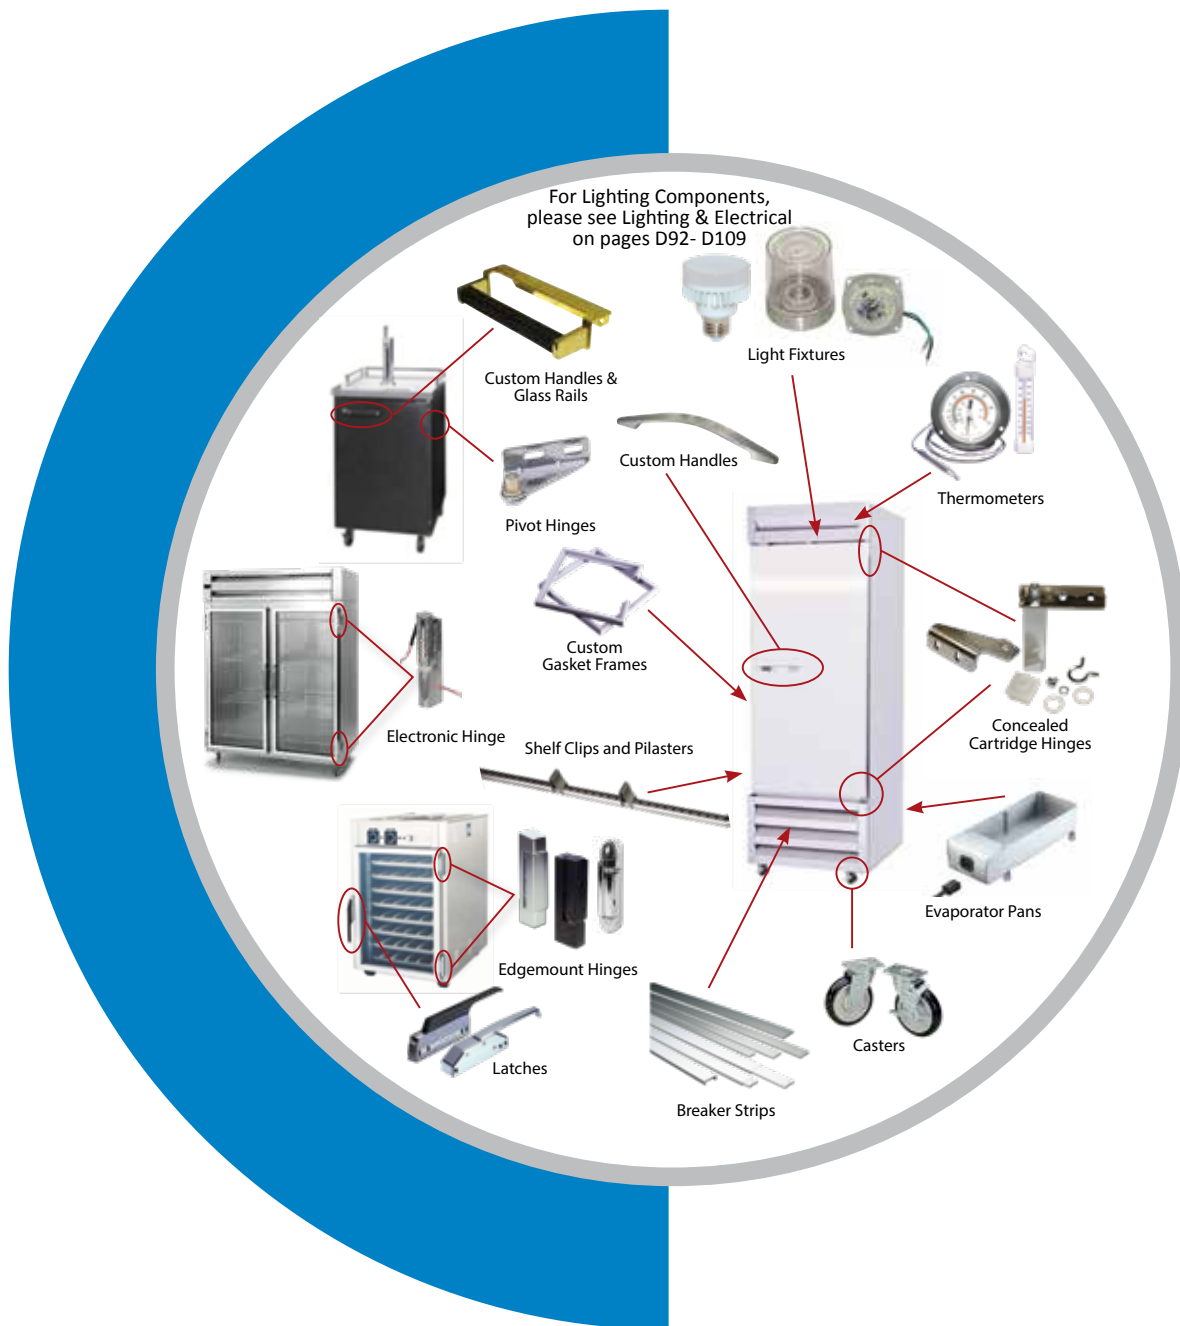 For Lighting Components,
please see Lighting & Electrical
on pages D92- D109
Light Fixtures
Custom Handles &
Glass Rails
Custom Handles
Thermometers
Pivot Hinges
Custom
Gasket Frames
Electronic Hinge
Concealed
Cartridge Hinges
Shelf Clips and Pilasters
Evaporator Pans
Edgemount Hinges
Latches
Casters
Breaker Strips